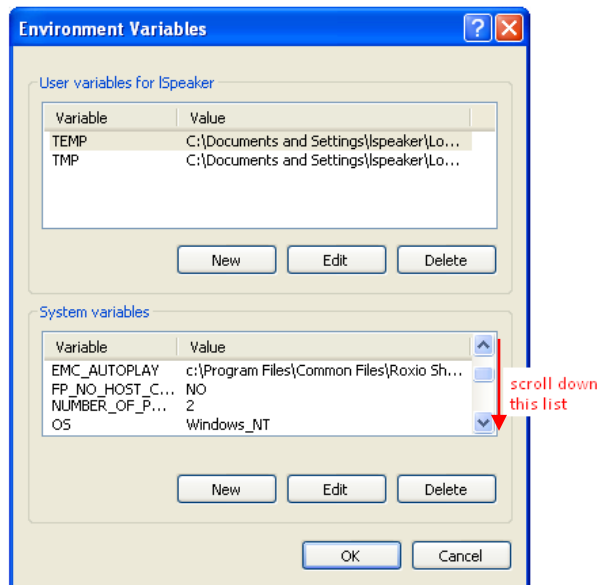 Environment Variables
User variables for lSpeaker
Variable Value
TEMP C:\Documents and Settings\lspeaker\Lo...
TMP C:\Documents and Settings\lspeaker\Lo...
New Edit Delete
System variables
Variable Value
EMC_AUTOPLAY c:\Program Files\Common Files\Roxio Sh...
FP_NO_HOST_C... NO
NUMBER_OF_P... 2
OS Windows_NT
scroll down
this list
New Edit Delete
OK Cancel